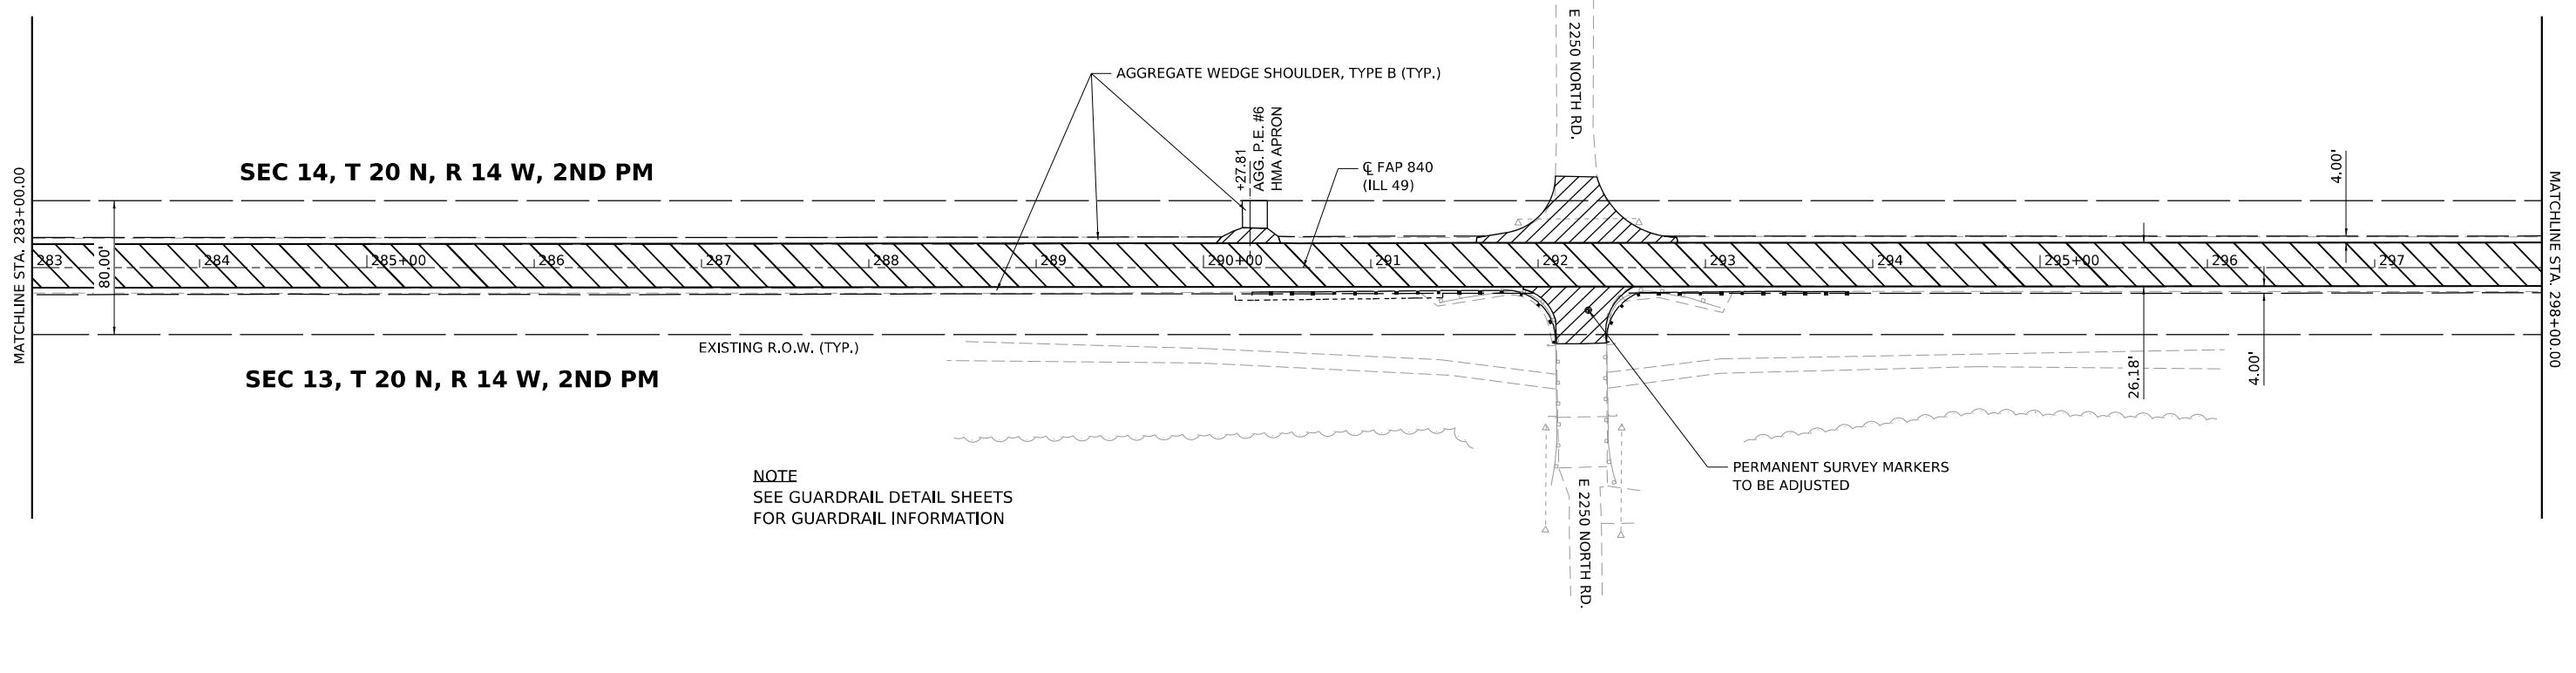 E 2250 NORTH RD.
AGGREGATE WEDGE SHOULDER, TYPE B (TYP.)
+27.81
AGG. P.E. #6
HMA APRON
SEC 14, T 20 N, R 14 W, 2ND PM
℄ FAP 840
(ILL 49)
4.00'
MATCHLINE STA. 283+00.00
MATCHLINE STA. 298+00.00
80.00'
283 284 285+00 286 287 288 289 290+00 291 292 293 294 295+00 296 297
EXISTING R.O.W. (TYP.)
SEC 13, T 20 N, R 14 W, 2ND PM
26.18'
4.00'
NOTE
SEE GUARDRAIL DETAIL SHEETS
FOR GUARDRAIL INFORMATION
PERMANENT SURVEY MARKERS
TO BE ADJUSTED
E 2250 NORTH RD.